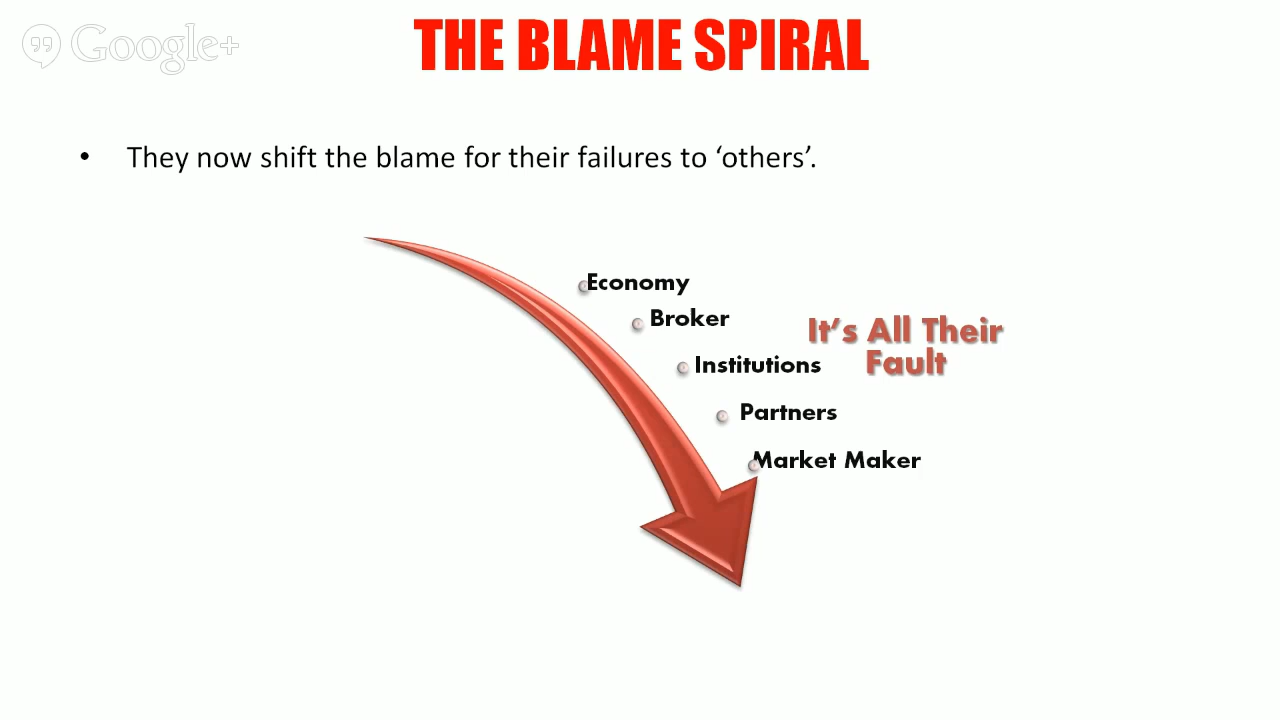 Google+
THE BLAME SPIRAL
• They now shift the blame for their failures to ‘others’.
Economy
Broker
It’s All Their
Fault
Institutions
Partners
Market Maker